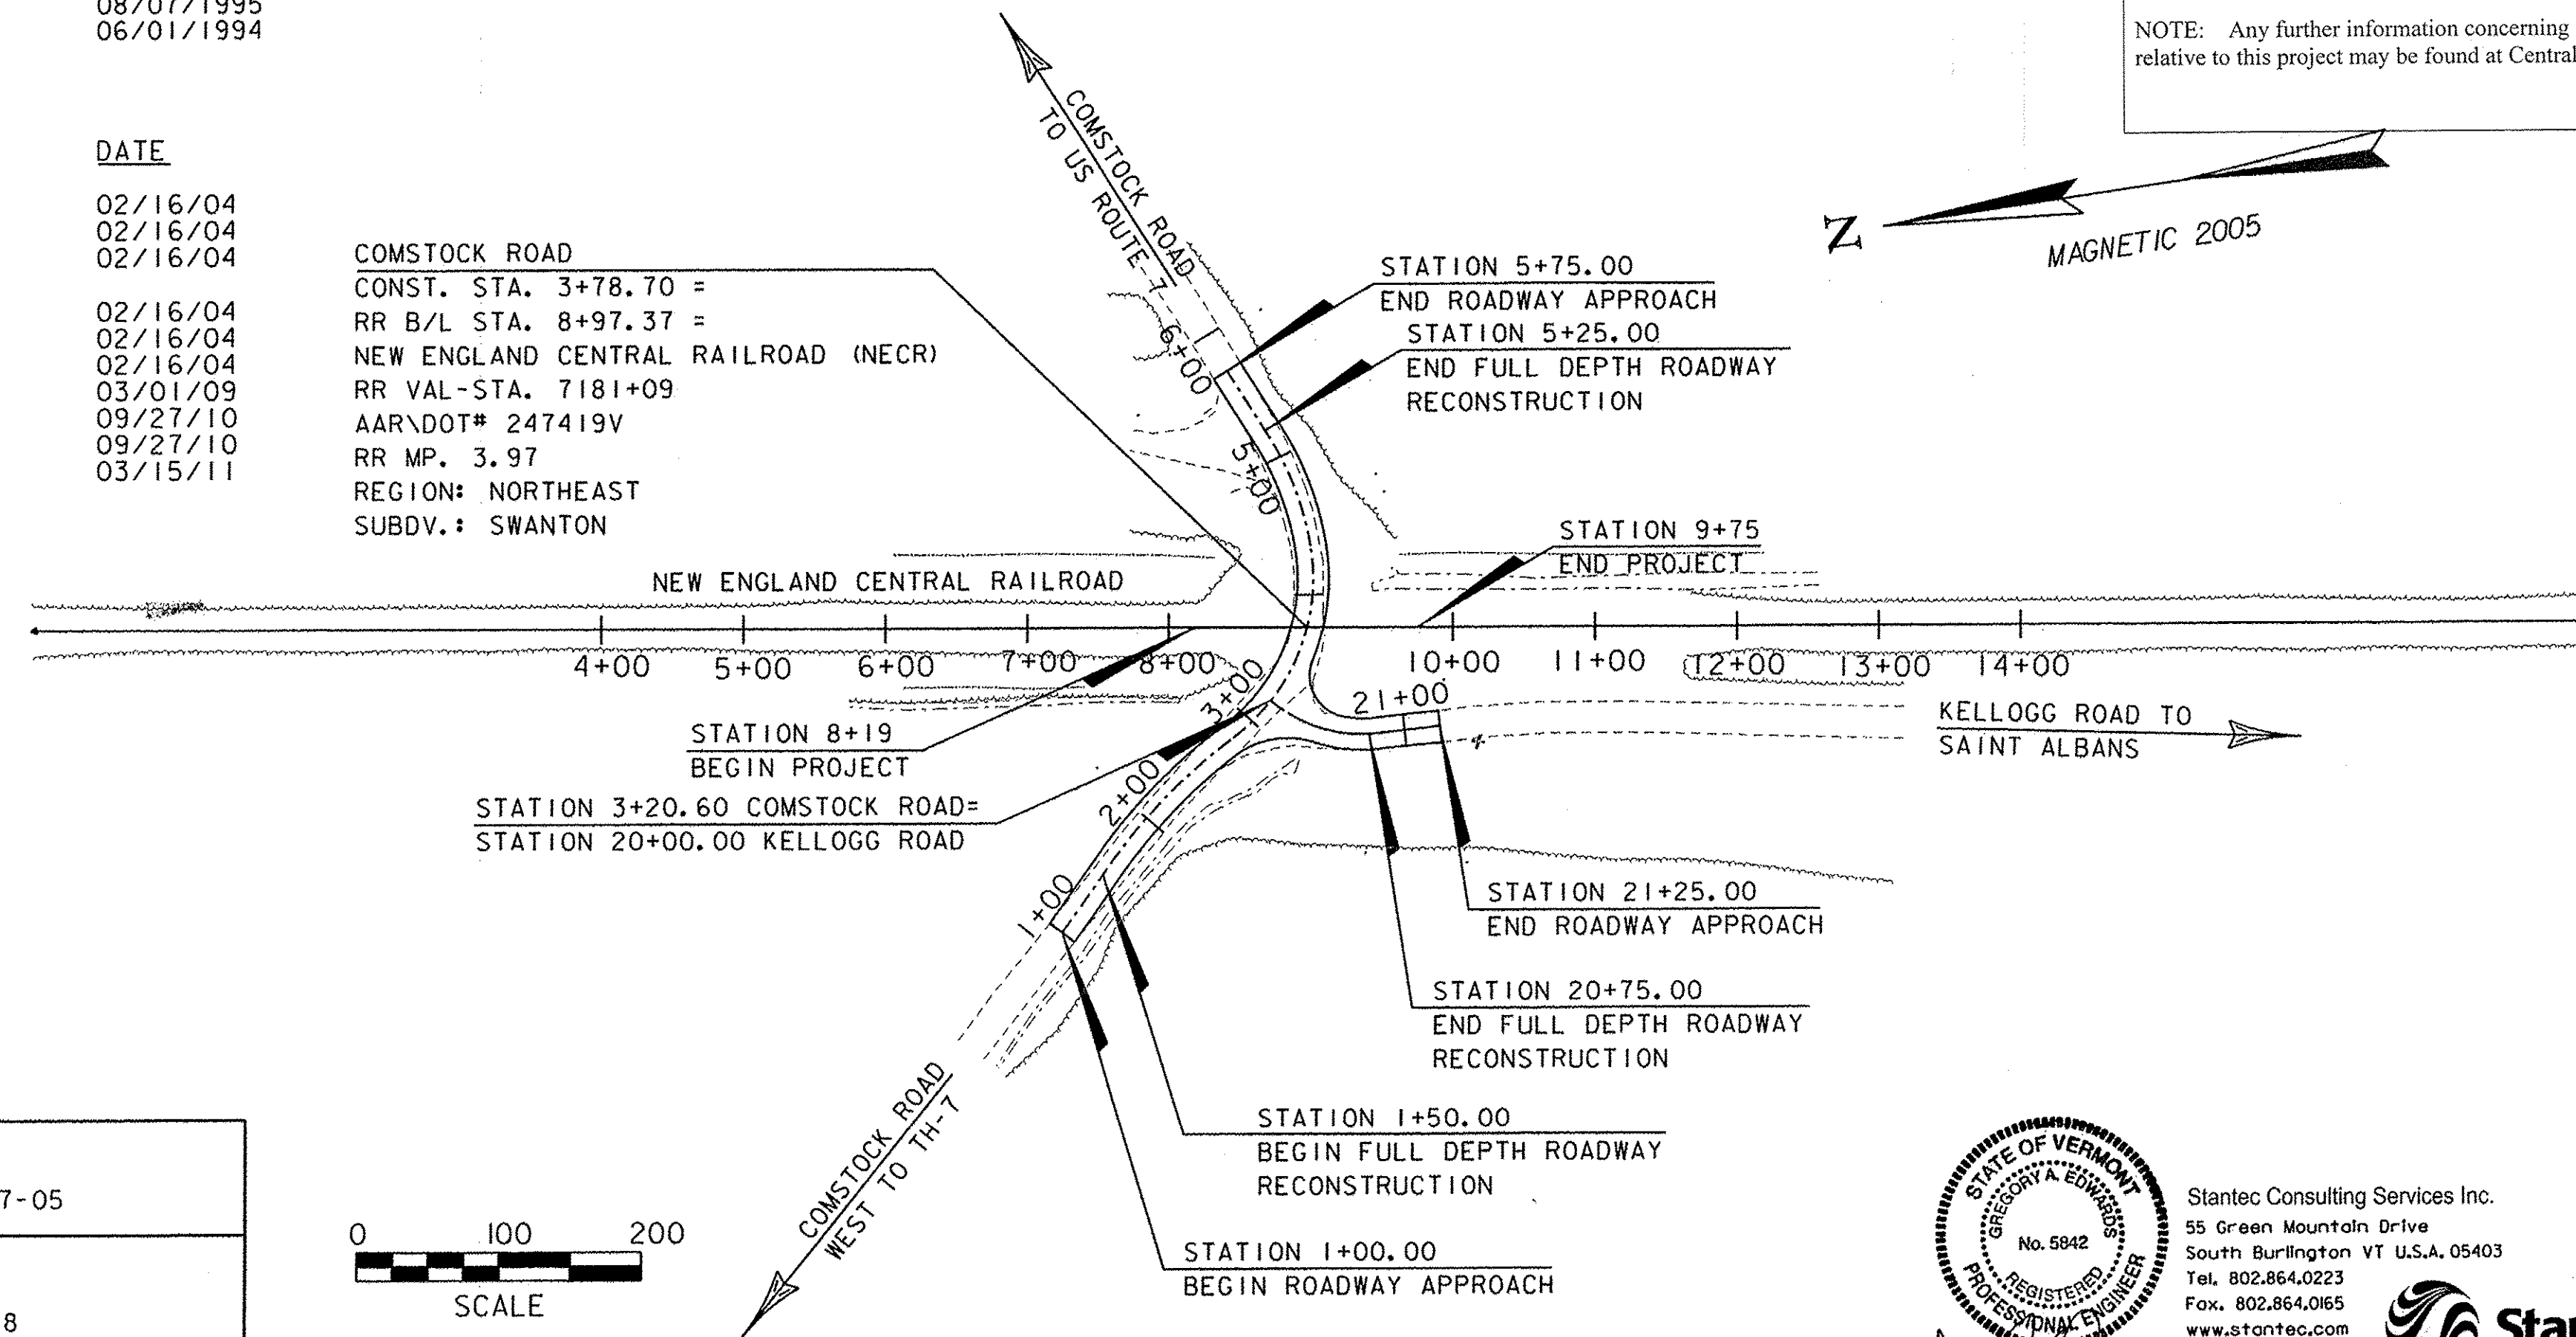 08/07/1995
06/01/1994
NOTE: Any further information concerning
relative to this project may be found at Central
DATE
02/16/04
02/16/04
02/16/04
02/16/04
02/16/04
02/16/04
03/01/09
09/27/10
09/27/10
03/15/11
COMSTOCK ROAD
CONST. STA. 3+78.70 =
RR B/L STA. 8+97.37 =
NEW ENGLAND CENTRAL RAILROAD (NECR)
RR VAL-STA. 7181+09
AAR\DOT# 247419V
RR MP. 3.97
REGION: NORTHEAST
SUBDV.: SWANTON
COMSTOCK ROAD
TO US ROUTE 7
Z
MAGNETIC 2005
STATION 5+75.00
END ROADWAY APPROACH
STATION 5+25.00
END FULL DEPTH ROADWAY
RECONSTRUCTION
6+00
5+00
STATION 9+75
END PROJECT
NEW ENGLAND CENTRAL RAILROAD
4+00 5+00 6+00 7+00 8+00 10+00 11+00 12+00 13+00 14+00
3+00
21+00
2+00
1+00
KELLOGG ROAD TO
SAINT ALBANS
STATION 8+19
BEGIN PROJECT
STATION 3+20.60 COMSTOCK ROAD=
STATION 20+00.00 KELLOGG ROAD
STATION 21+25.00
END ROADWAY APPROACH
STATION 20+75.00
END FULL DEPTH ROADWAY
RECONSTRUCTION
STATION 1+50.00
BEGIN FULL DEPTH ROADWAY
RECONSTRUCTION
STATION 1+00.00
BEGIN ROADWAY APPROACH
COMSTOCK ROAD
WEST TO TH-7
7-05
8
0 100 200
SCALE
STATE OF VERMONT
GREGORY A. EDWARDS
No. 5842
REGISTERED
PROFESSIONAL ENGINEER
Stantec Consulting Services Inc.
55 Green Mountain Drive
South Burlington VT U.S.A. 05403
Tel. 802.864.0223
Fax. 802.864.0165
www.stantec.com
Stan